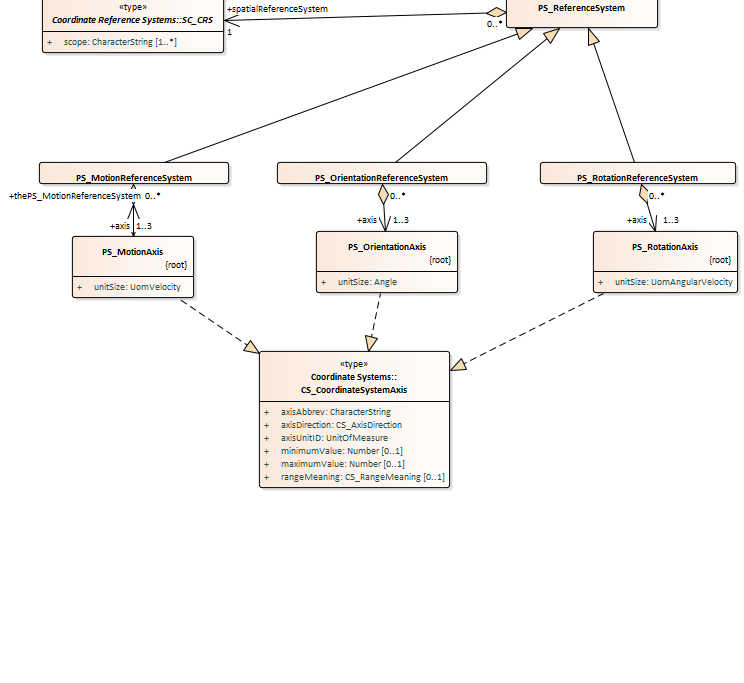 «type»
Coordinate Reference Systems::SC_CRS
+ scope: CharacterString [1..*]
+spatialReferenceSystem
1
0..*
PS_ReferenceSystem
PS_MotionReferenceSystem
PS_OrientationReferenceSystem
PS_RotationReferenceSystem
+thePS_MotionReferenceSystem 0..*
0..*
0..*
+axis 1..3
+axis 1..3
+axis 1..3
PS_MotionAxis
{root}
+ unitSize: UomVelocity
PS_OrientationAxis
{root}
+ unitSize: Angle
PS_RotationAxis
{root}
+ unitSize: UomAngularVelocity
«type»
Coordinate Systems::
CS_CoordinateSystemAxis
+ axisAbbrev: CharacterString
+ axisDirection: CS_AxisDirection
+ axisUnitID: UnitOfMeasure
+ minimumValue: Number [0..1]
+ maximumValue: Number [0..1]
+ rangeMeaning: CS_RangeMeaning [0..1]